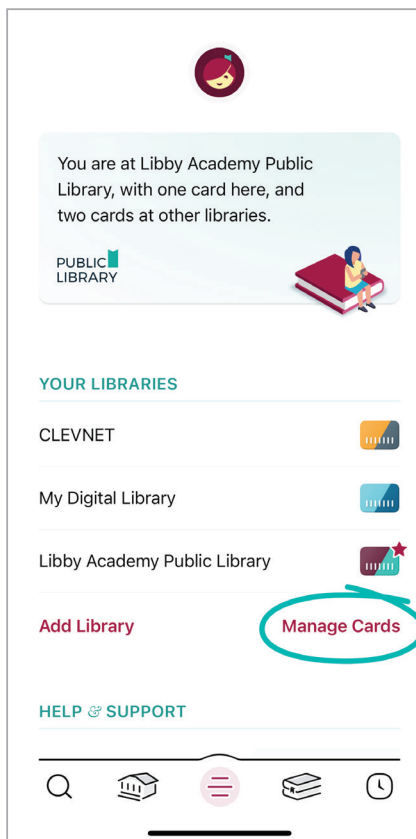 You are at Libby Academy Public
Library, with one card here, and
two cards at other libraries.
PUBLIC
LIBRARY
YOUR LIBRARIES
CLEVNET
My Digital Library
Libby Academy Public Library
Add Library Manage Cards
HELP & SUPPORT